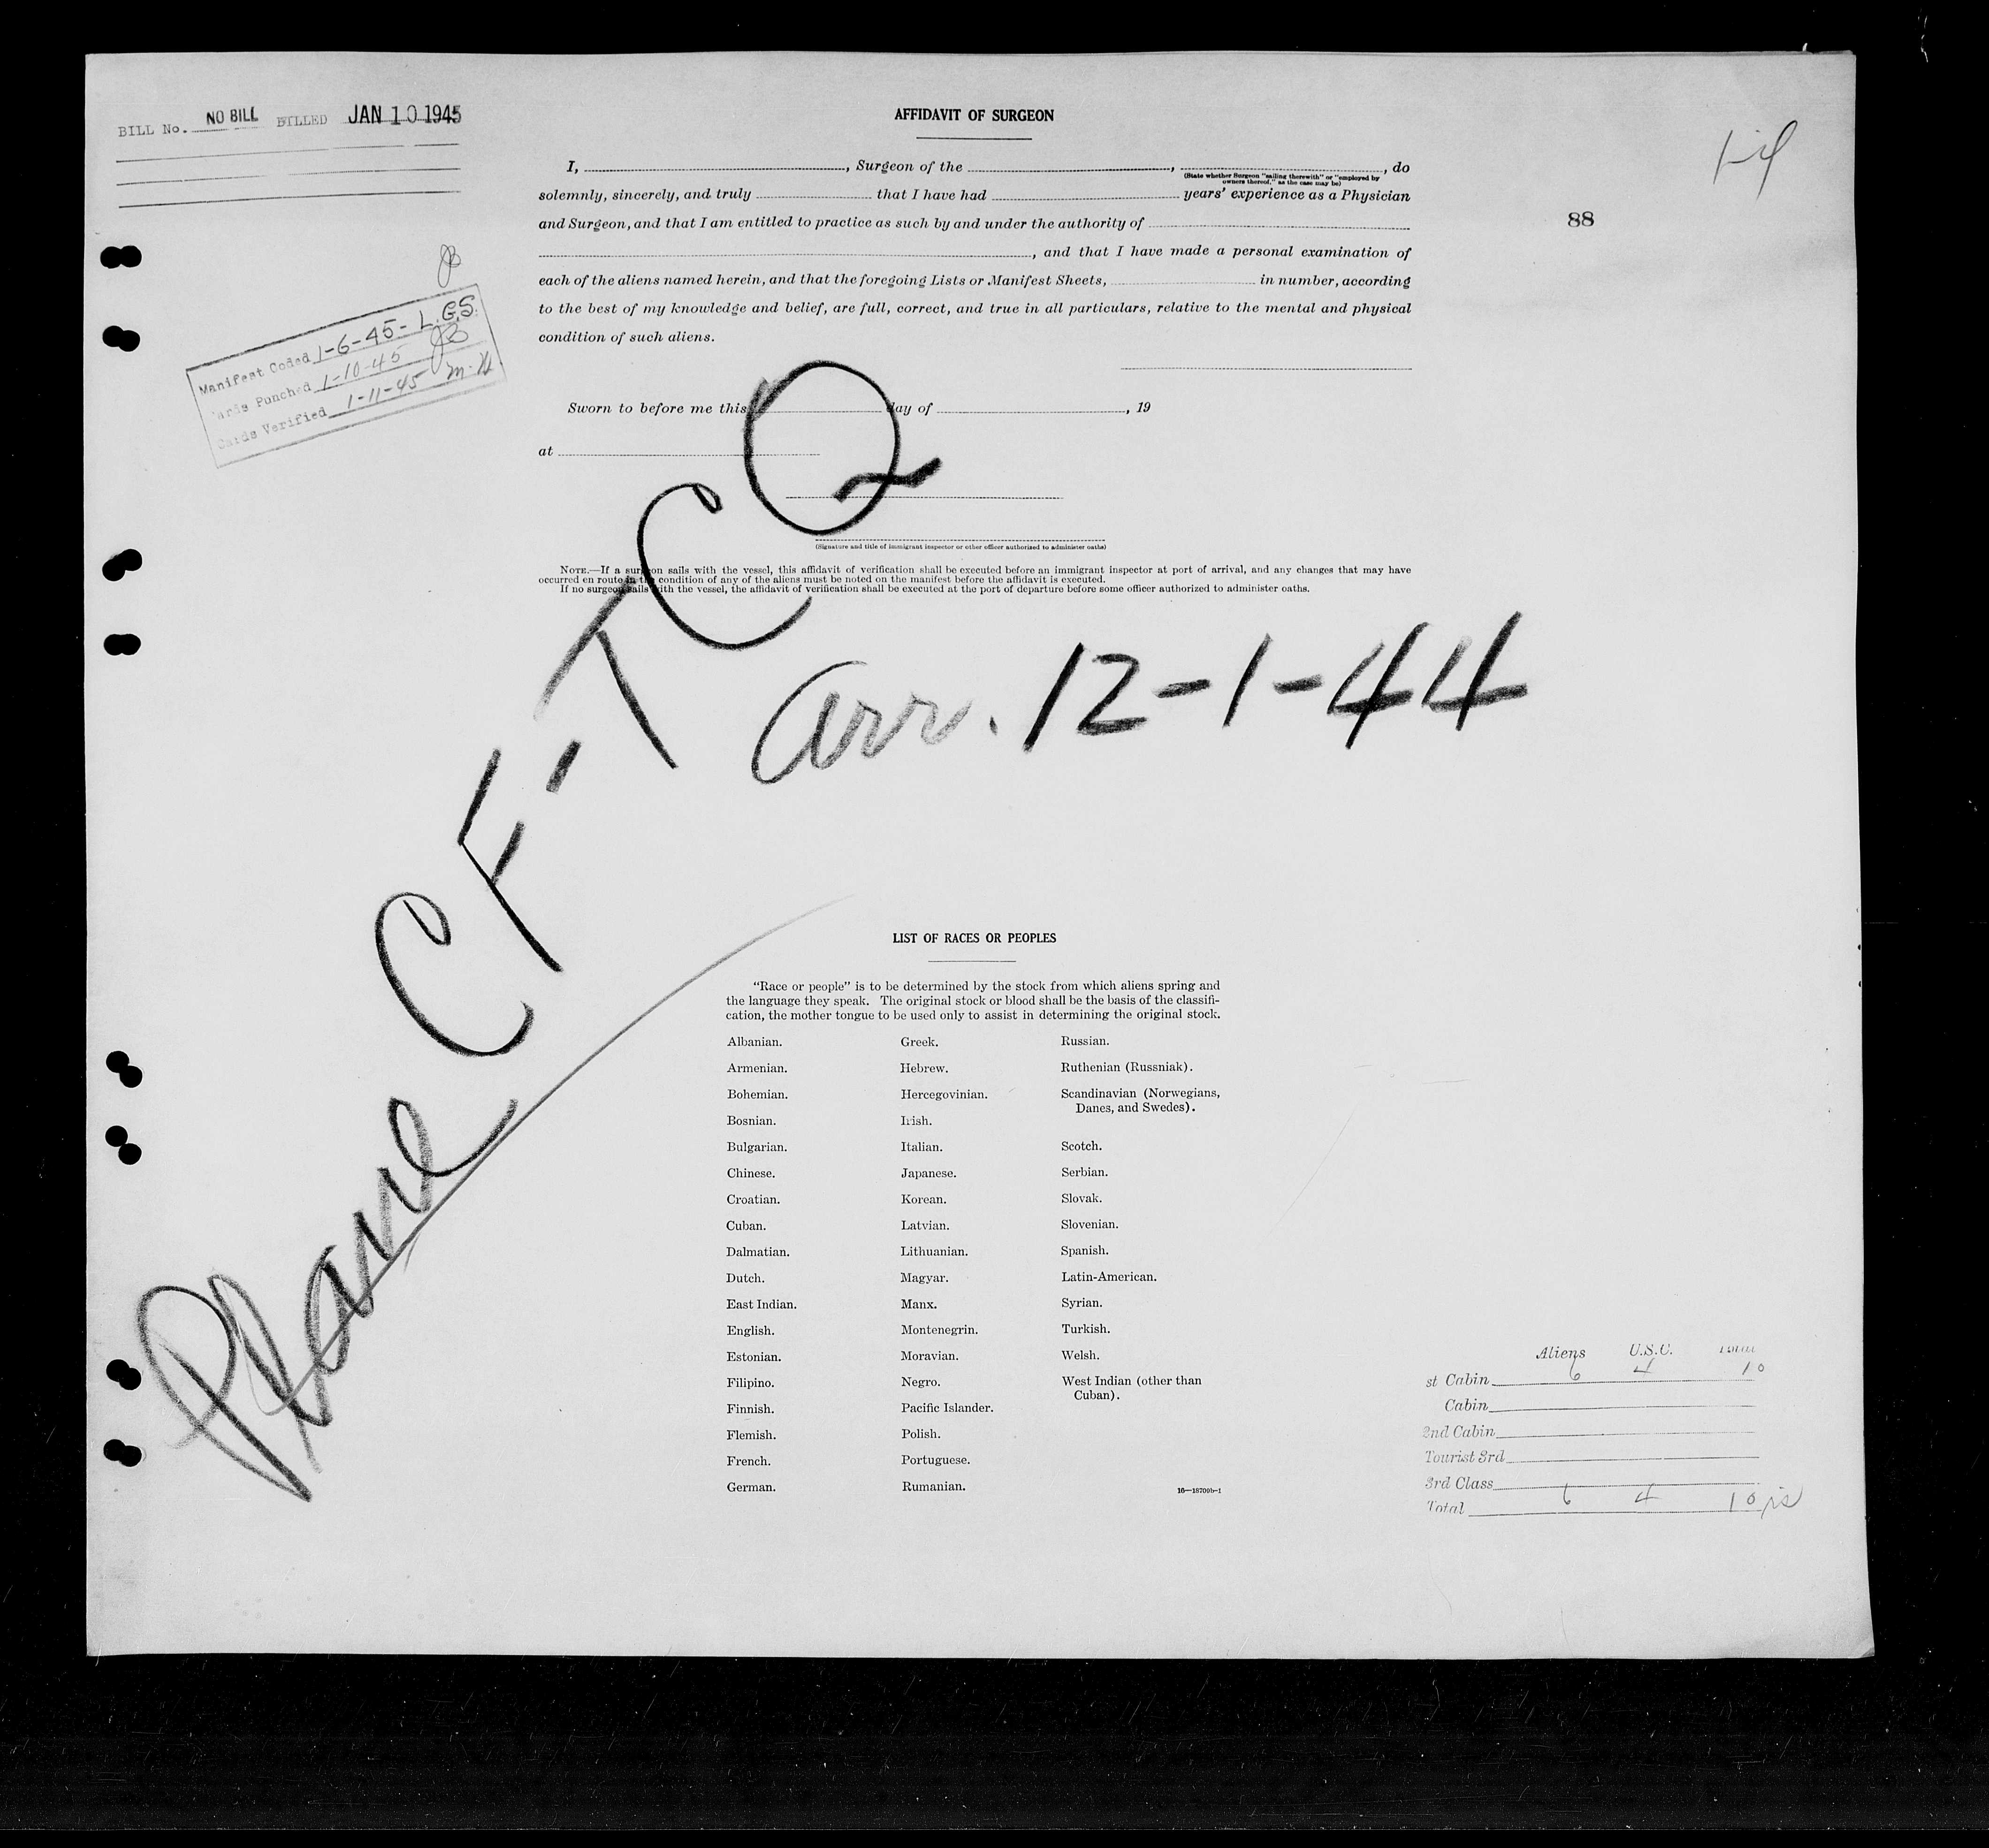 BILL No. NO BILL BILLED JAN 10 1945
AFFIDAVIT OF SURGEON
1-4
88
I, , Surgeon of the , , do
(State whether Surgeon "sailing therewith" or "employed by
owners thereof," as the case may be)
solemnly, sincerely, and truly that I have had years' experience as a Physician
and Surgeon, and that I am entitled to practice as such by and under the authority of
, and that I have made a personal examination of
each of the aliens named herein, and that the foregoing Lists or Manifest Sheets, in number, according
to the best of my knowledge and belief, are full, correct, and true in all particulars, relative to the mental and physical
condition of such aliens.
Manifest Coded 1-6-45- L.G.S.
Cards Punched 1-10-45 JB
Cards Verified 1-11-45 M.H
JB
Sworn to before me this day of , 19
at
(Signature and title of immigrant inspector or other officer authorized to administer oaths)
NOTE.—If a surgeon sails with the vessel, this affidavit of verification shall be executed before an immigrant inspector at port of arrival, and any changes that may have
occurred en route in the condition of any of the aliens must be noted on the manifest before the affidavit is executed.
If no surgeon sails with the vessel, the affidavit of verification shall be executed at the port of departure before some officer authorized to administer oaths.
Plane CF-TCQ
arr. 12-1-44
LIST OF RACES OR PEOPLES
"Race or people" is to be determined by the stock from which aliens spring and
the language they speak. The original stock or blood shall be the basis of the classifi-
cation, the mother tongue to be used only to assist in determining the original stock.
Albanian. Greek. Russian.
Armenian. Hebrew. Ruthenian (Russniak).
Bohemian. Hercegovinian. Scandinavian (Norwegians,
Danes, and Swedes).
Bosnian. Irish.
Bulgarian. Italian. Scotch.
Chinese. Japanese. Serbian.
Croatian. Korean. Slovak.
Cuban. Latvian. Slovenian.
Dalmatian. Lithuanian. Spanish.
Dutch. Magyar. Latin-American.
East Indian. Manx. Syrian.
English. Montenegrin. Turkish.
Estonian. Moravian. Welsh.
Filipino. Negro. West Indian (other than
Cuban).
Finnish. Pacific Islander.
Flemish. Polish.
French. Portuguese.
German. Rumanian.
16—18700b-1
Aliens U.S.C. Total
st Cabin 6 4 10
Cabin
2nd Cabin
Tourist 3rd
3rd Class
Total 6 4 10